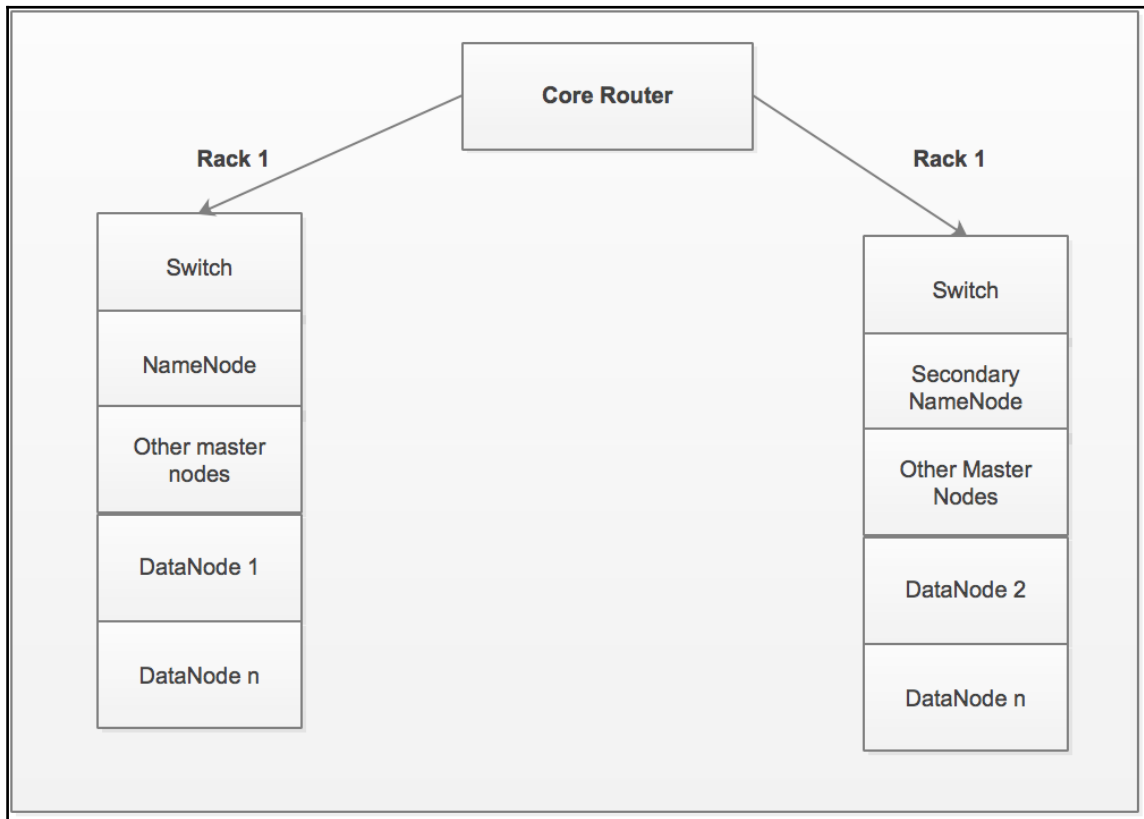 Core Router
Rack 1
Rack 1
Switch
NameNode
Other master
nodes
DataNode 1
DataNode n
Switch
Secondary
NameNode
Other Master
Nodes
DataNode 2
DataNode n